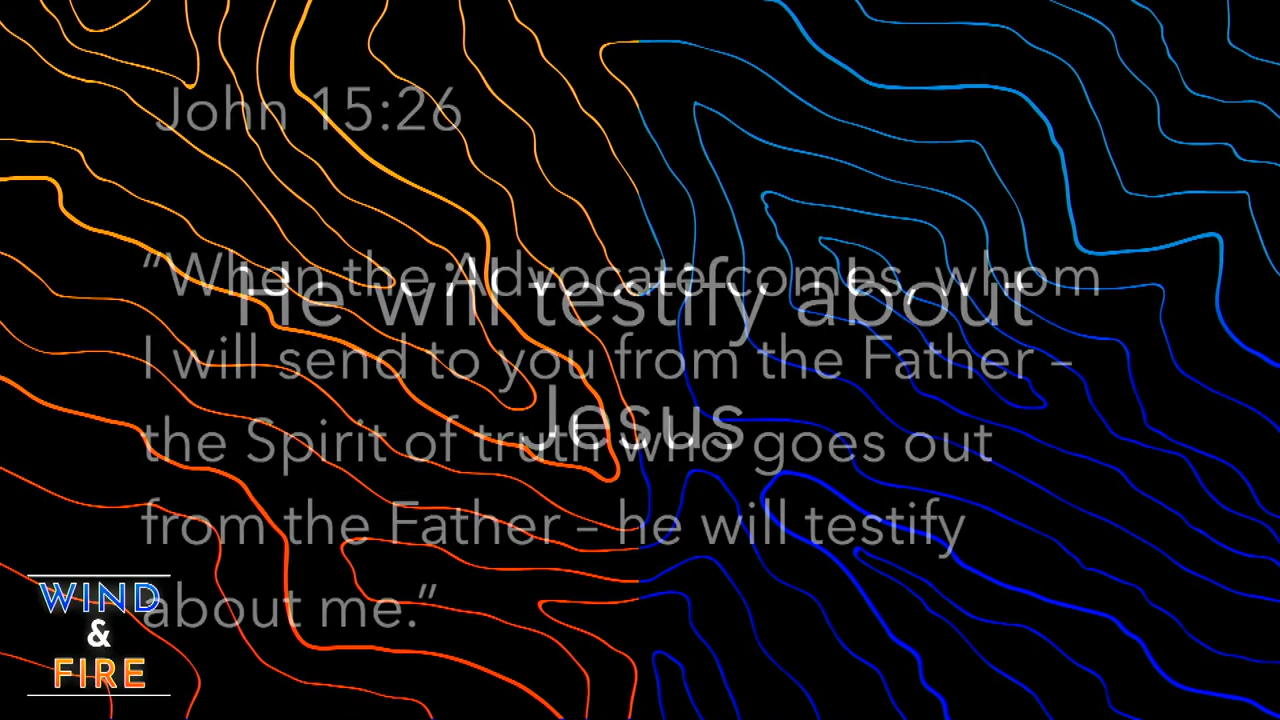 John 15:26
“When the Advocate comes, whom
He will testify about
I will send to you from the Father –
Jesus
the Spirit of truth who goes out
from the Father – he will testify
about me.”
WIND
&
FIRE